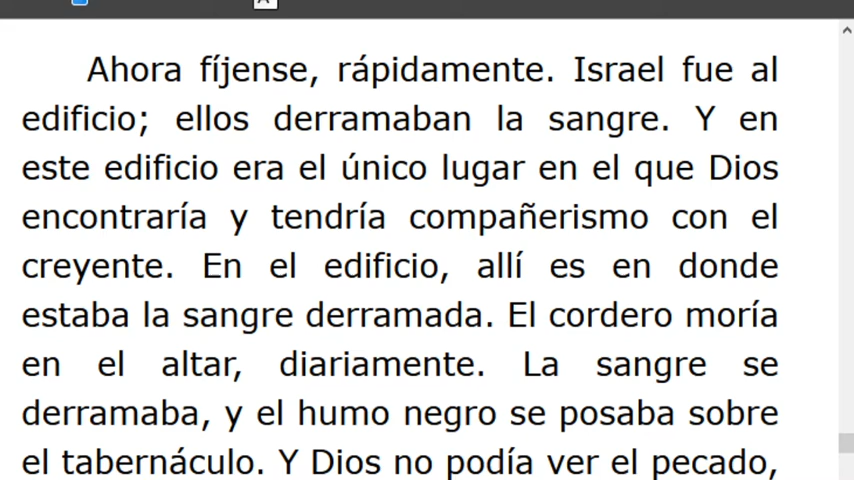 Ahora fíjense, rápidamente. Israel fue al
edificio; ellos derramaban la sangre. Y en
este edificio era el único lugar en el que Dios
encontraría y tendría compañerismo con el
creyente. En el edificio, allí es en donde
estaba la sangre derramada. El cordero moría
en el altar, diariamente. La sangre se
derramaba, y el humo negro se posaba sobre
el tabernáculo. Y Dios no podía ver el pecado,